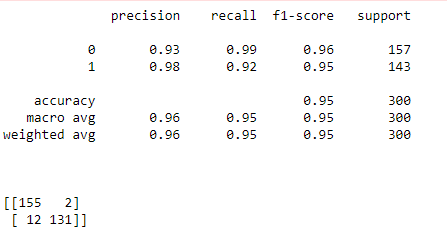 precision recall f1-score support
0 0.93 0.99 0.96 157
1 0.98 0.92 0.95 143
accuracy 0.95 300
macro avg 0.96 0.95 0.95 300
weighted avg 0.96 0.95 0.95 300
[[155 2]
[ 12 131]]